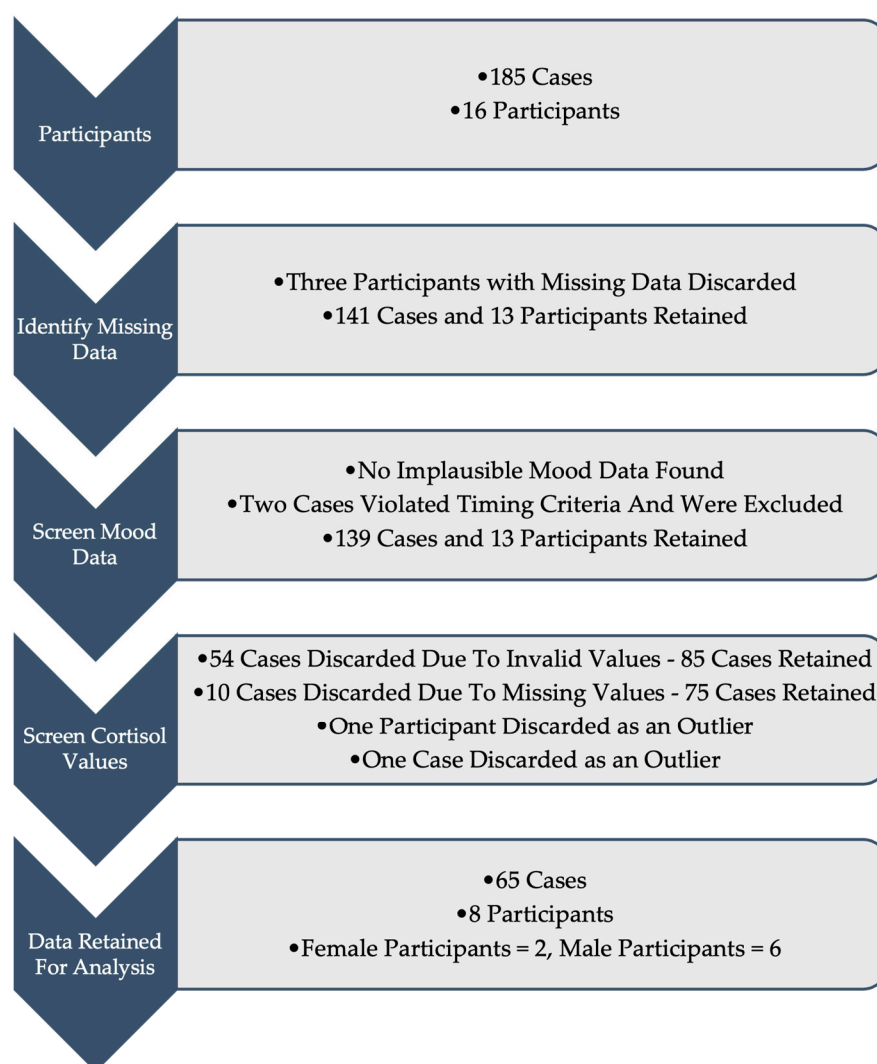 Participants
•185 Cases
•16 Participants
Identify Missing
Data
•Three Participants with Missing Data Discarded
•141 Cases and 13 Participants Retained
Screen Mood
Data
•No Implausible Mood Data Found
•Two Cases Violated Timing Criteria And Were Excluded
•139 Cases and 13 Participants Retained
Screen Cortisol
Values
•54 Cases Discarded Due To Invalid Values - 85 Cases Retained
•10 Cases Discarded Due To Missing Values - 75 Cases Retained
•One Participant Discarded as an Outlier
•One Case Discarded as an Outlier
Data Retained
For Analysis
•65 Cases
•8 Participants
•Female Participants = 2, Male Participants = 6